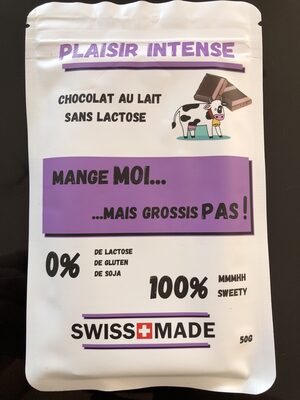 PLAISIR INTENSE
CHOCOLAT AU LAIT
SANS LACTOSE
MANGE MOI...
...MAIS GROSSIS PAS!
0%
DE LACTOSE
DE GLUTEN
DE SOJA
100%
MMMHH
SWEETY
SWISS MADE
50G